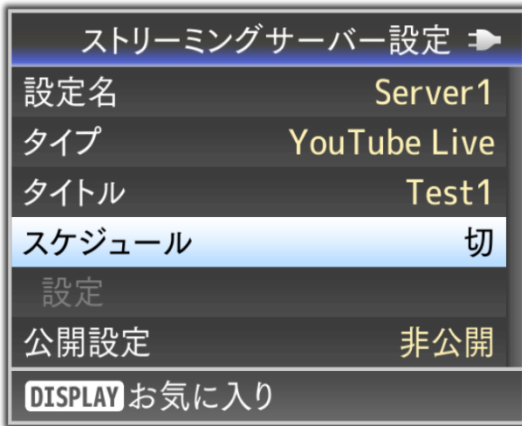 ストリーミングサーバー設定
設定名 Server1
タイプ YouTube Live
タイトル Test1
スケジュール 切
設定
公開設定 非公開
DISPLAY お気に入り